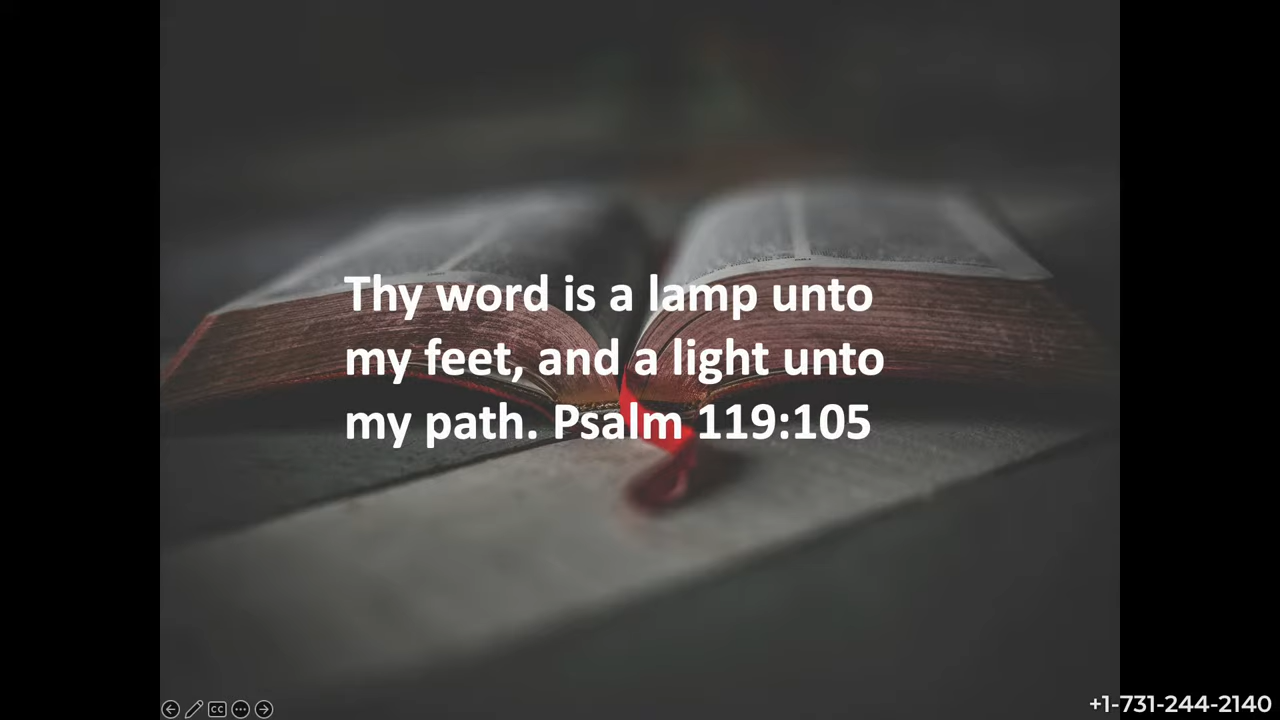 Thy word is a lamp unto
my feet, and a light unto
my path. Psalm 119:105
CC
+1-731-244-2140